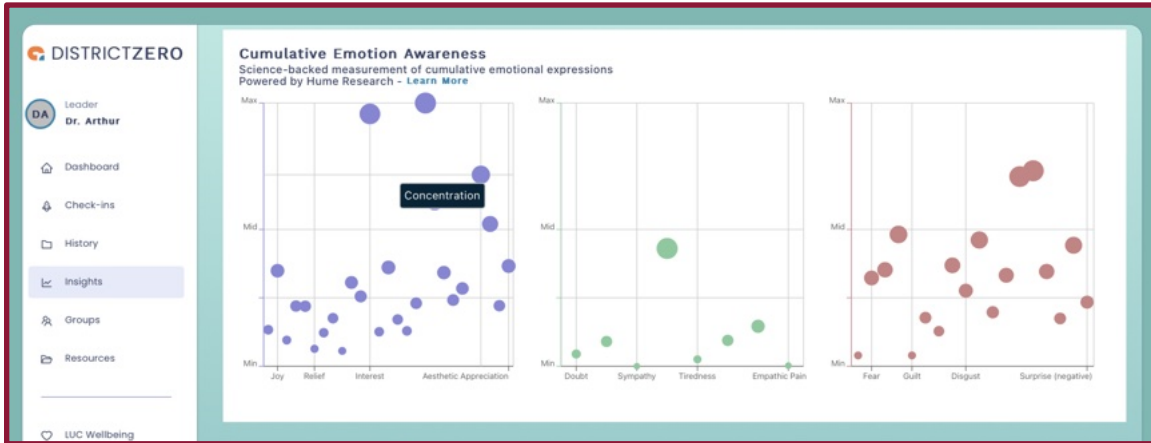 DISTRICTZERO
DA
Leader
Dr. Arthur
Dashboard
Check-ins
History
Insights
Groups
Resources
LUC Wellbeing
Cumulative Emotion Awareness
Science-backed measurement of cumulative emotional expressions
Powered by Hume Research - Learn More
Max
Mid
Min
Concentration
Joy
Relief
Interest
Aesthetic Appreciation
Max
Mid
Min
Doubt
Sympathy
Tiredness
Empathic Pain
Max
Mid
Min
Fear
Guilt
Disgust
Surprise (negative)